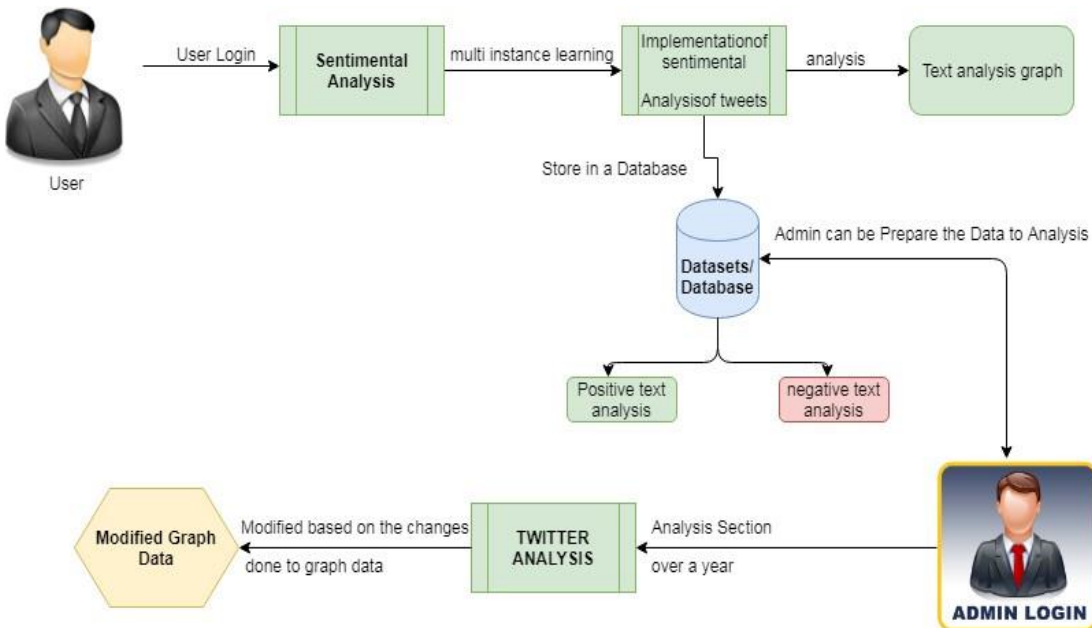 User
User Login
Sentimental
Analysis
multi instance learning
Implementationof
sentimental
Analysisof tweets
analysis
Text analysis graph
Store in a Database
Datasets/
Database
Admin can be Prepare the Data to Analysis
Positive text
analysis
negative text
analysis
ADMIN LOGIN
Analysis Section
over a year
TWITTER
ANALYSIS
Modified based on the changes
done to graph data
Modified Graph
Data